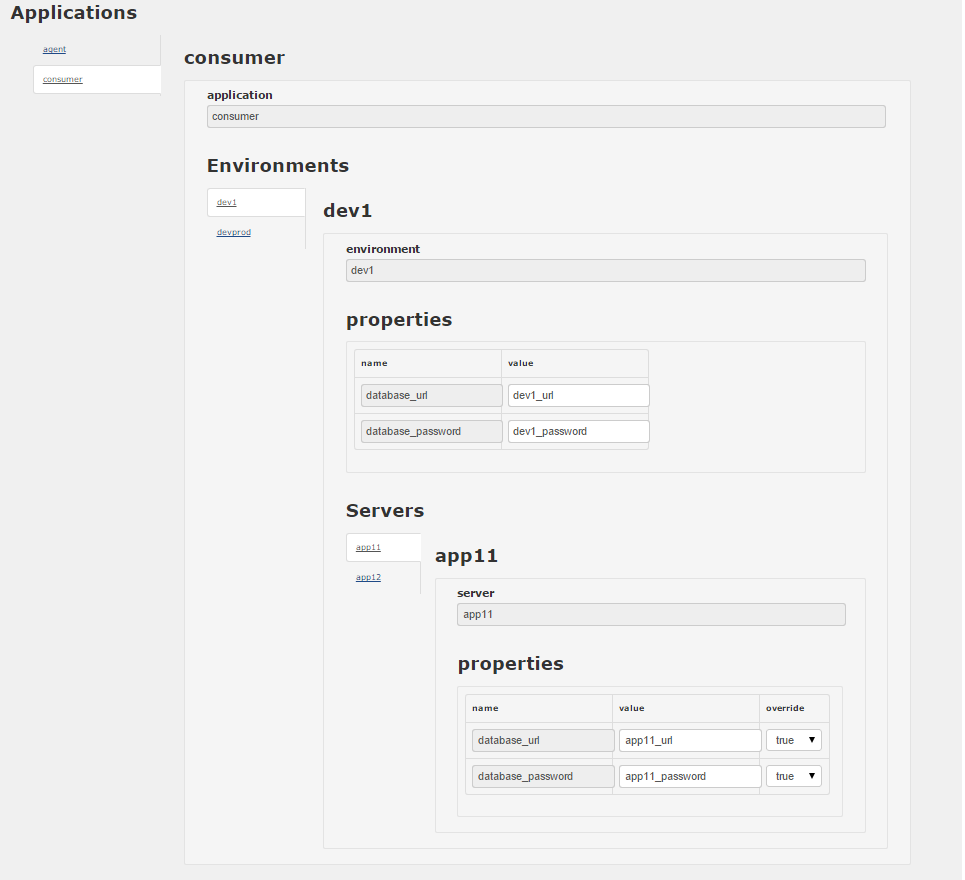 Applications
agent
consumer
consumer
application
consumer
Environments
dev1
devprod
dev1
environment
dev1
properties
name value
database_url dev1_url
database_password dev1_password
Servers
app11
app12
app11
server
app11
properties
name value override
database_url app11_url true
database_password app11_password true